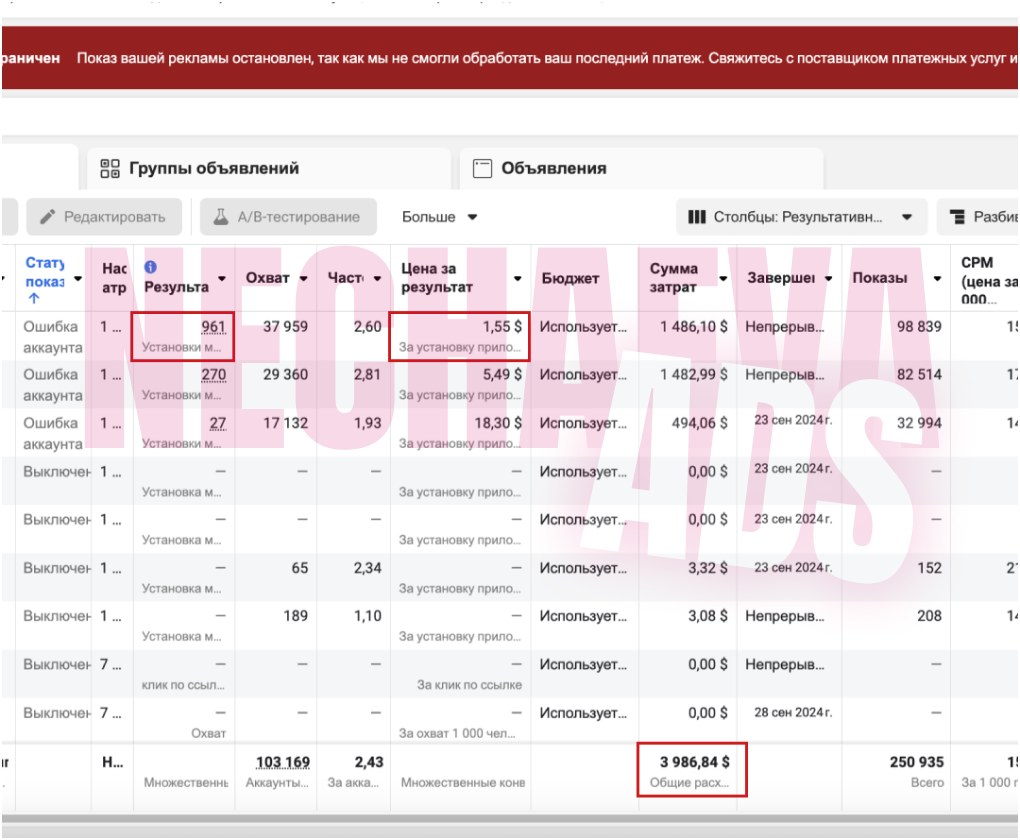 раничен Показ вашей рекламы остановлен, так как мы не смогли обработать ваш последний платеж. Свяжитесь с поставщиком платежных услуг и
Группы объявлений
Объявления
Редактировать
А/В-тестирование
Больше
Столбцы: Результативн...
Разбив
Стату
показ
Нас
атр
Результа
Охват
Част
Цена за
результат
Бюджет
Сумма
затрат
Завершен
Показы
CPM
(цена за
000...
NECHAEVA
ADS
Ошибка 1 ... 961 37 959 2,60 1,55 $ Использует... 1 486,10 $ Непрерыв... 98 839 15
аккаунта Установки м... За установку прило...
Ошибка 1 ... 270 29 360 2,81 5,49 $ Использует... 1 482,99 $ Непрерыв... 82 514 17
аккаунта Установки м... За установку прило...
Ошибка 1 ... 27 17 132 1,93 18,30 $ Использует... 494,06 $ 23 сен 2024 г. 32 994 14
аккаунта Установки м... За установку прило...
Выключен 1 ... — — — — Использует... 0,00 $ 23 сен 2024 г. —
Установка м... За установку прило...
Выключен 1 ... — — — — Использует... 0,00 $ 23 сен 2024 г. —
Установка м... За установку прило...
Выключен 1 ... — 65 2,34 — Использует... 3,32 $ 23 сен 2024 г. 152 21
Установка м... За установку прило...
Выключен 1 ... — 189 1,10 — Использует... 3,08 $ Непрерыв... 208 14
Установка м... За установку прило...
Выключен 7 ... — — — — Использует... 0,00 $ Непрерыв... —
клик по ссыл... За клик по ссылке
Выключен 7 ... — — — — Использует... 0,00 $ 28 сен 2024 г. —
Охват За охват 1 000 чел...
Н... 103 169 2,43 3 986,84 $ 250 935 15
Множественнь Аккаунты... За акка... Множественные конв Общие расх... Всего За 1 000 п